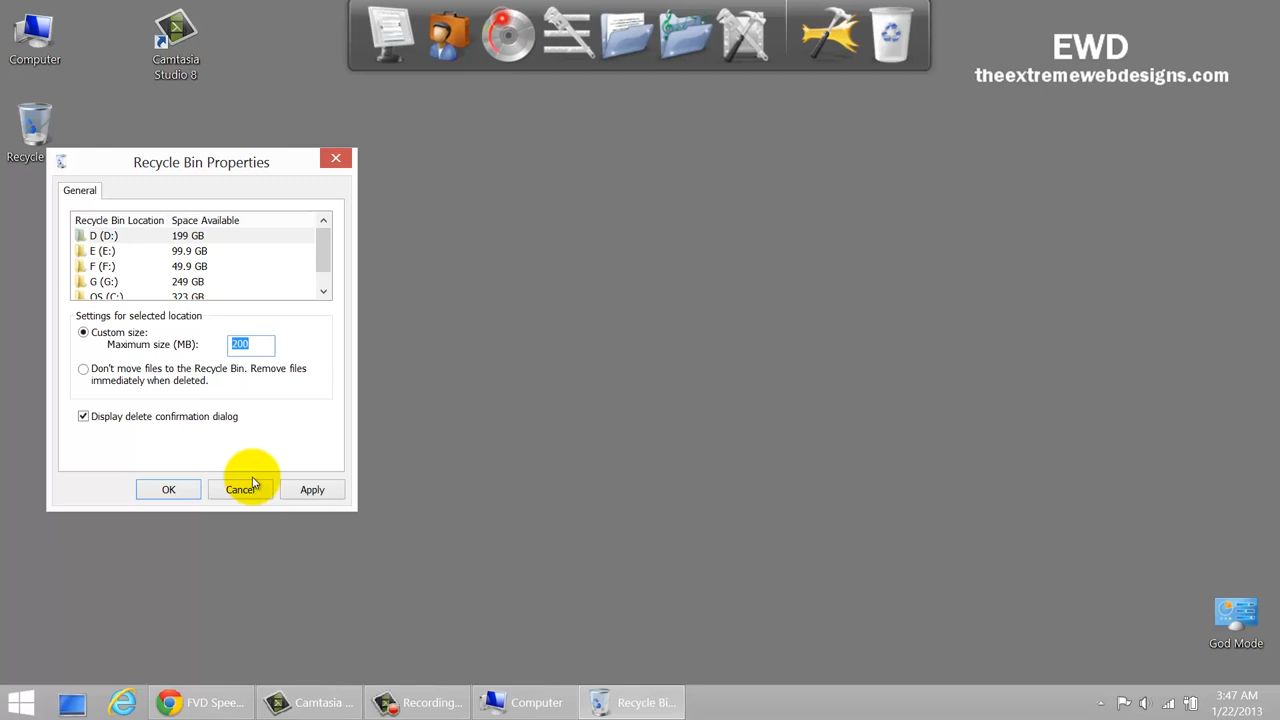 Computer
Camtasia
Studio 8
EWD
theextremewebdesigns.com
Recycle
Recycle Bin Properties
General
Recycle Bin Location Space Available
D (D:) 199 GB
E (E:) 99.9 GB
F (F:) 49.9 GB
G (G:) 249 GB
OS (C:) 323 GB
Settings for selected location
Custom size:
Maximum size (MB): 200
Don't move files to the Recycle Bin. Remove files
immediately when deleted.
Display delete confirmation dialog
OK Cancel Apply
God Mode
FVD Spee... Camtasia ... Recording... Computer Recycle Bi... 3:47 AM
1/22/2013